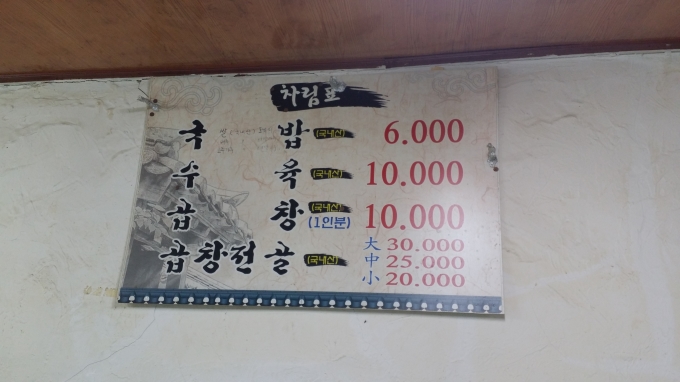 차림표
국 밥 (국내산) 6.000
수 육 (국내산) 10.000
곱 창 (국내산) (1인분) 10.000
곱창전골 (국내산) 大 30.000
中 25.000
小 20.000